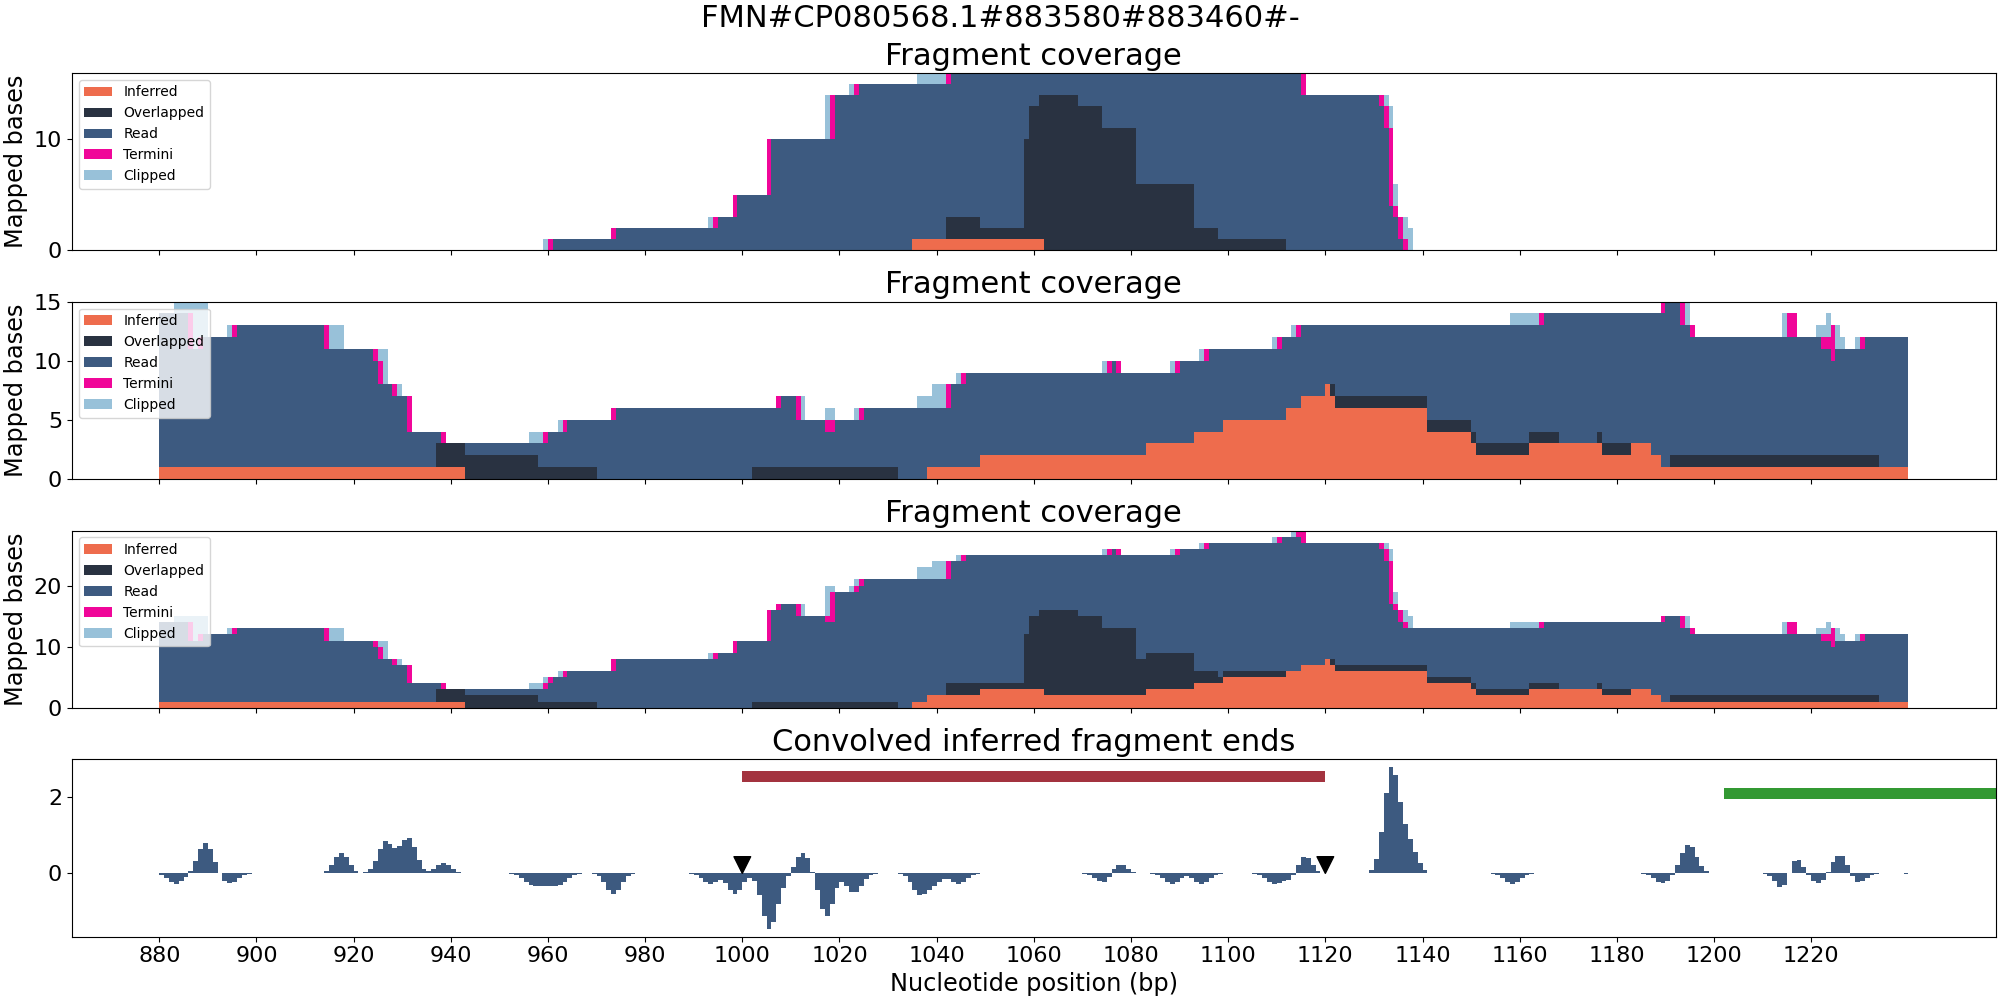 FMN#CP080568.1#883580#883460#-
Fragment coverage
Mapped bases
10
0
Inferred
Overlapped
Read
Termini
Clipped
Fragment coverage
Mapped bases
15
10
5
0
Inferred
Overlapped
Read
Termini
Clipped
Fragment coverage
Mapped bases
20
10
0
Inferred
Overlapped
Read
Termini
Clipped
Convolved inferred fragment ends
2
0
880 900 920 940 960 980 1000 1020 1040 1060 1080 1100 1120 1140 1160 1180 1200 1220
Nucleotide position (bp)